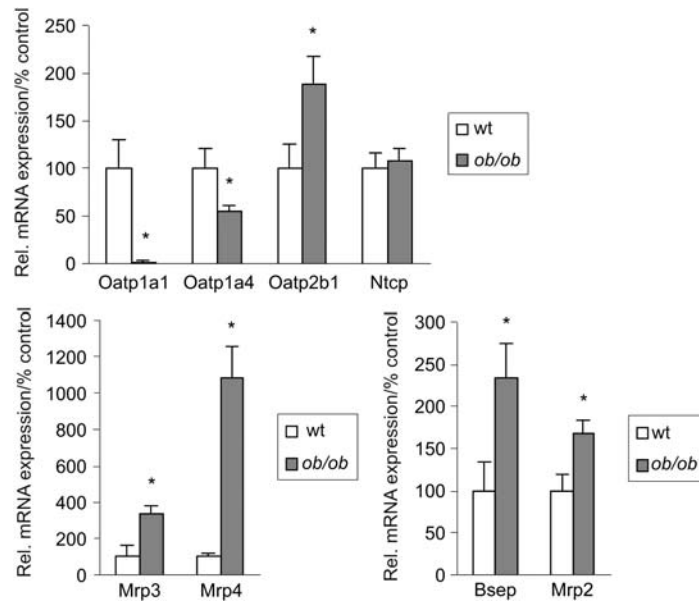 Rel. mRNA expression/% control
250
200
150
100
50
0
*
*
*
Oatp1a1 Oatp1a4 Oatp2b1 Ntcp
wt
ob/ob
Rel. mRNA expression/% control
1400
1200
1000
800
600
400
200
0
*
*
Mrp3 Mrp4
wt
ob/ob
Rel. mRNA expression/% control
300
250
200
150
100
50
0
*
*
Bsep Mrp2
wt
ob/ob